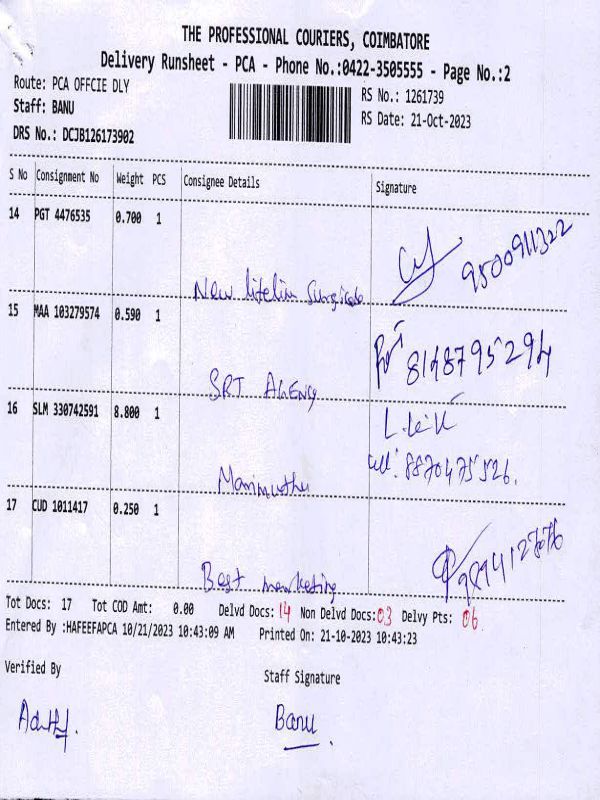 THE PROFESSIONAL COURIERS, COIMBATORE
Delivery Runsheet - PCA - Phone No.:0422-3505555 - Page No.:2
Route: PCA OFFCIE DLY
RS No.: 1261739
Staff: BANU
RS Date: 21-Oct-2023
DRS No.: DCJB126173902
S No Consignment No Weight PCS Consignee Details Signature
14 PGT 4476535 0.700 1
9500911322
New lifeline Surgicals
15 MAA 103279574 0.590 1
8148795294
SRT AGENCY
16 SLM 330742591 8.800 1
8870475526.
Marimuthu
17 CUD 1011417 0.250 1
Best marketing
Tot Docs: 17 Tot COD Amt: 0.00 Delvd Docs: 14 Non Delvd Docs: 03 Delvy Pts: 06
Entered By :HAFEEFAPCA 10/21/2023 10:43:09 AM Printed On: 21-10-2023 10:43:23
Verified By
Staff Signature
Banu